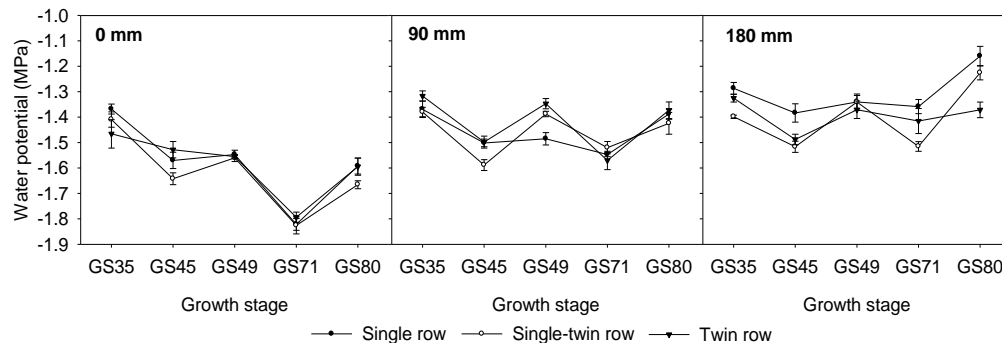 Water potential (MPa)
-1.0
-1.1
-1.2
-1.3
-1.4
-1.5
-1.6
-1.7
-1.8
-1.9
0 mm
90 mm
180 mm
GS35 GS45 GS49 GS71 GS80 GS35 GS45 GS49 GS71 GS80 GS35 GS45 GS49 GS71 GS80
Growth stage Growth stage Growth stage
Single row Single-twin row Twin row